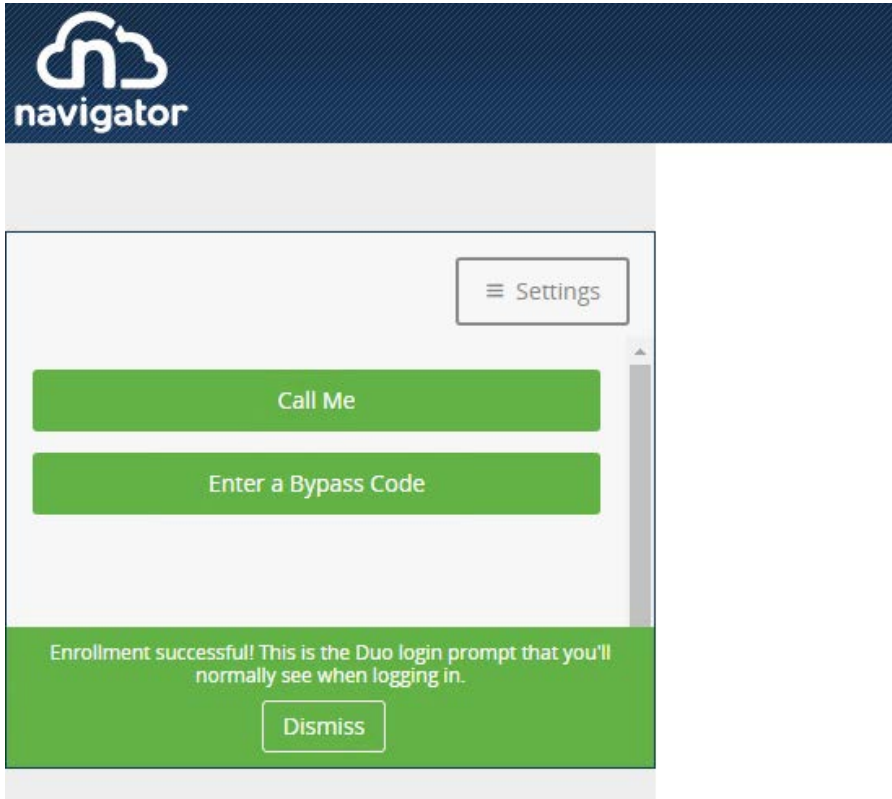 n
navigator
≡ Settings
Call Me
Enter a Bypass Code
Enrollment successful! This is the Duo login prompt that you'll
normally see when logging in.
Dismiss